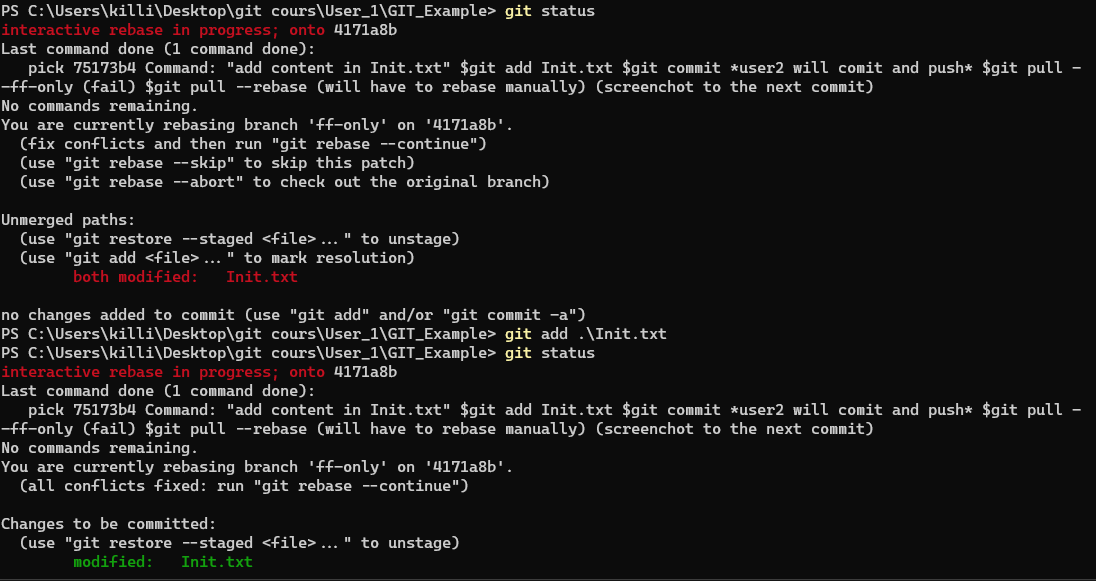 PS C:\Users\killi\Desktop\git cours\User_1\GIT_Example> git status
interactive rebase in progress; onto 4171a8b
Last command done (1 command done):
   pick 75173b4 Command: "add content in Init.txt" $git add Init.txt $git commit *user2 will comit and push* $git pull -
-ff-only (fail) $git pull --rebase (will have to rebase manually) (screenchot to the next commit)
No commands remaining.
You are currently rebasing branch 'ff-only' on '4171a8b'.
  (fix conflicts and then run "git rebase --continue")
  (use "git rebase --skip" to skip this patch)
  (use "git rebase --abort" to check out the original branch)

Unmerged paths:
  (use "git restore --staged <file>..." to unstage)
  (use "git add <file>..." to mark resolution)
        both modified:   Init.txt

no changes added to commit (use "git add" and/or "git commit -a")
PS C:\Users\killi\Desktop\git cours\User_1\GIT_Example> git add .\Init.txt
PS C:\Users\killi\Desktop\git cours\User_1\GIT_Example> git status
interactive rebase in progress; onto 4171a8b
Last command done (1 command done):
   pick 75173b4 Command: "add content in Init.txt" $git add Init.txt $git commit *user2 will comit and push* $git pull -
-ff-only (fail) $git pull --rebase (will have to rebase manually) (screenchot to the next commit)
No commands remaining.
You are currently rebasing branch 'ff-only' on '4171a8b'.
  (all conflicts fixed: run "git rebase --continue")

Changes to be committed:
  (use "git restore --staged <file>..." to unstage)
        modified:   Init.txt